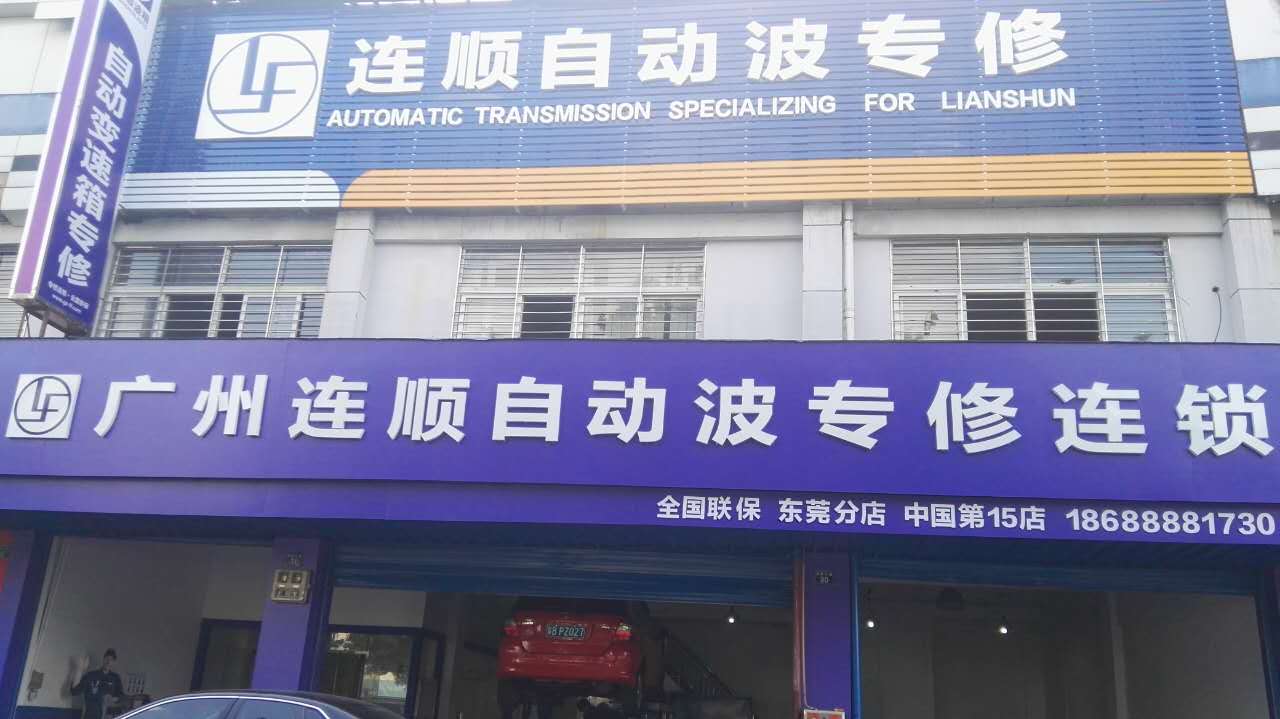 连顺自动波专修
AUTOMATIC TRANSMISSION SPECIALIZING FOR LIANSHUN
自动变速箱专修
广州连顺自动波专修连锁
全国联保 东莞分店 中国第15店 18688881730
B PZ027